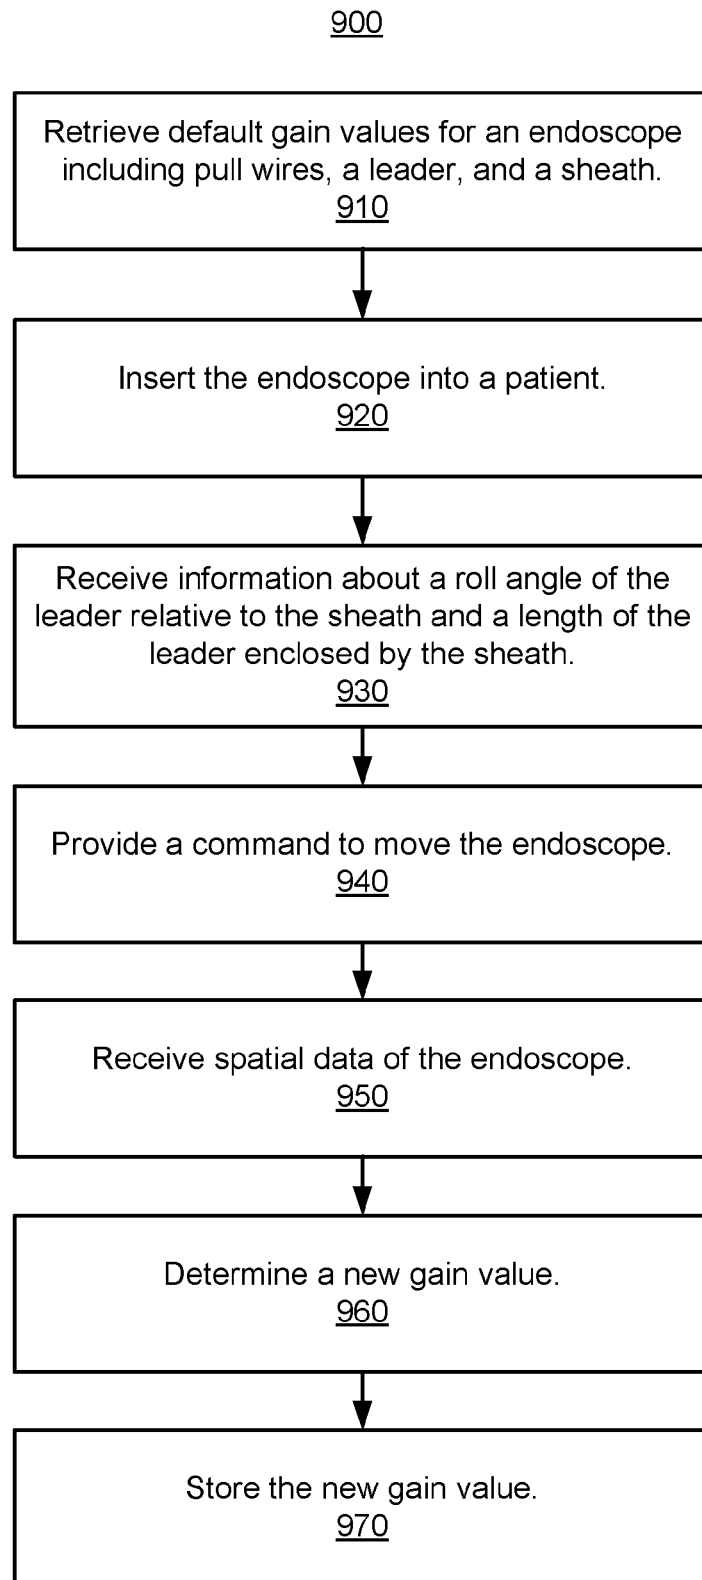 900
Retrieve default gain values for an endoscope
including pull wires, a leader, and a sheath.
910
Insert the endoscope into a patient.
920
Receive information about a roll angle of the
leader relative to the sheath and a length of the
leader enclosed by the sheath.
930
Provide a command to move the endoscope.
940
Receive spatial data of the endoscope.
950
Determine a new gain value.
960
Store the new gain value.
970